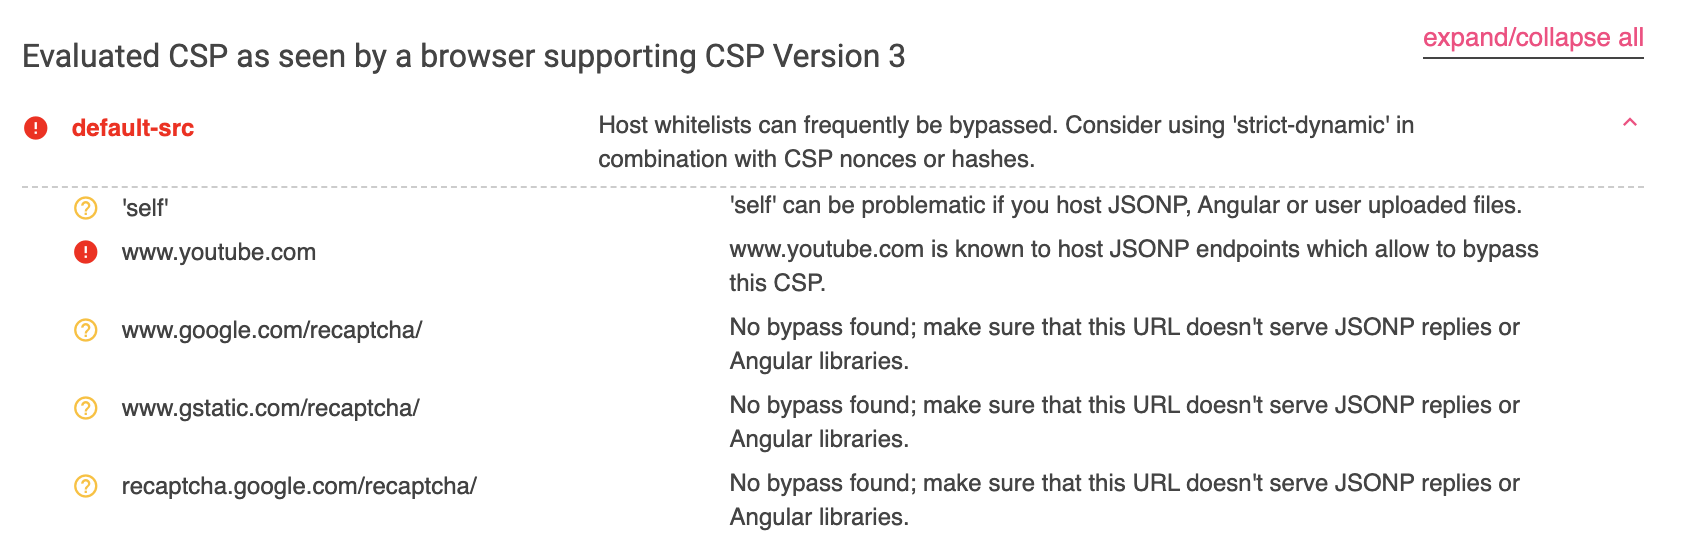 expand/collapse all
Evaluated CSP as seen by a browser supporting CSP Version 3
default-src
Host whitelists can frequently be bypassed. Consider using 'strict-dynamic' in
combination with CSP nonces or hashes.
'self'
'self' can be problematic if you host JSONP, Angular or user uploaded files.
www.youtube.com
www.youtube.com is known to host JSONP endpoints which allow to bypass
this CSP.
www.google.com/recaptcha/
No bypass found; make sure that this URL doesn't serve JSONP replies or
Angular libraries.
www.gstatic.com/recaptcha/
No bypass found; make sure that this URL doesn't serve JSONP replies or
Angular libraries.
recaptcha.google.com/recaptcha/
No bypass found; make sure that this URL doesn't serve JSONP replies or
Angular libraries.